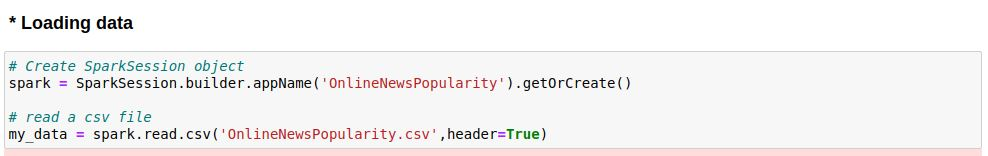 * Loading data
# Create SparkSession object
spark = SparkSession.builder.appName('OnlineNewsPopularity').getOrCreate()
# read a csv file
my_data = spark.read.csv('OnlineNewsPopularity.csv',header=True)